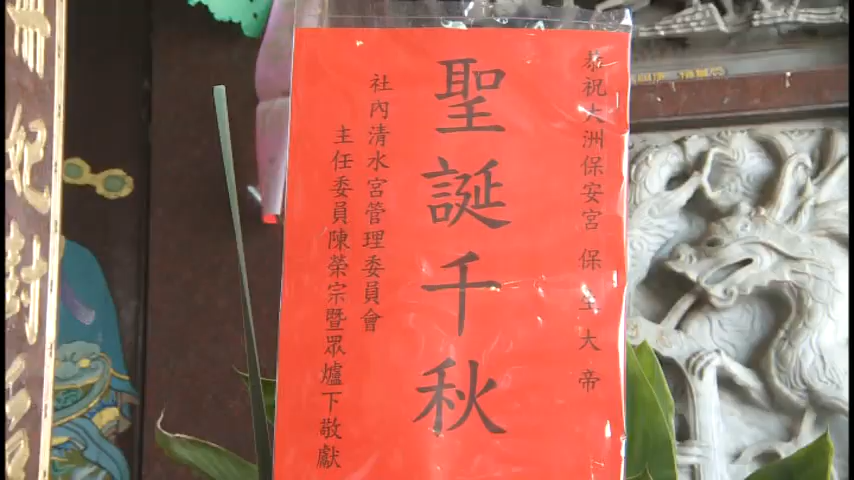 恭祝大洲保安宮 保生大帝
聖誕千秋
社內清水宮管理委員會
主任委員陳榮宗暨眾爐下敬獻